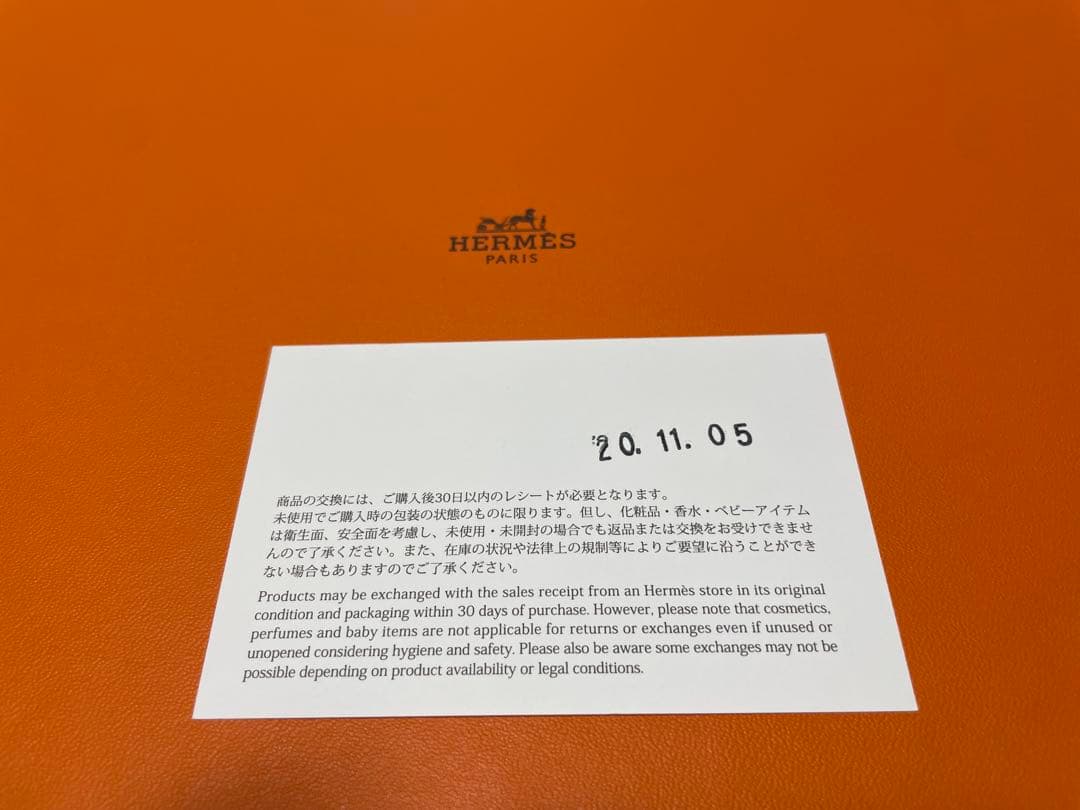 HERMÈS
PARIS
'20. 11. 05
商品の交換には、ご購入後30日以内のレシートが必要となります。
未使用でご購入時の包装の状態のものに限ります。但し、化粧品・香水・ベビーアイテム
は衛生面、安全面を考慮し、未使用・未開封の場合でも返品または交換をお受けできませ
んので了承ください。また、在庫の状況や法律上の規制等によりご要望に沿うことができ
ない場合もありますのでご了承ください。
Products may be exchanged with the sales receipt from an Hermès store in its original
condition and packaging within 30 days of purchase. However, please note that cosmetics,
perfumes and baby items are not applicable for returns or exchanges even if unused or
unopened considering hygiene and safety. Please also be aware some exchanges may not be
possible depending on product availability or legal conditions.